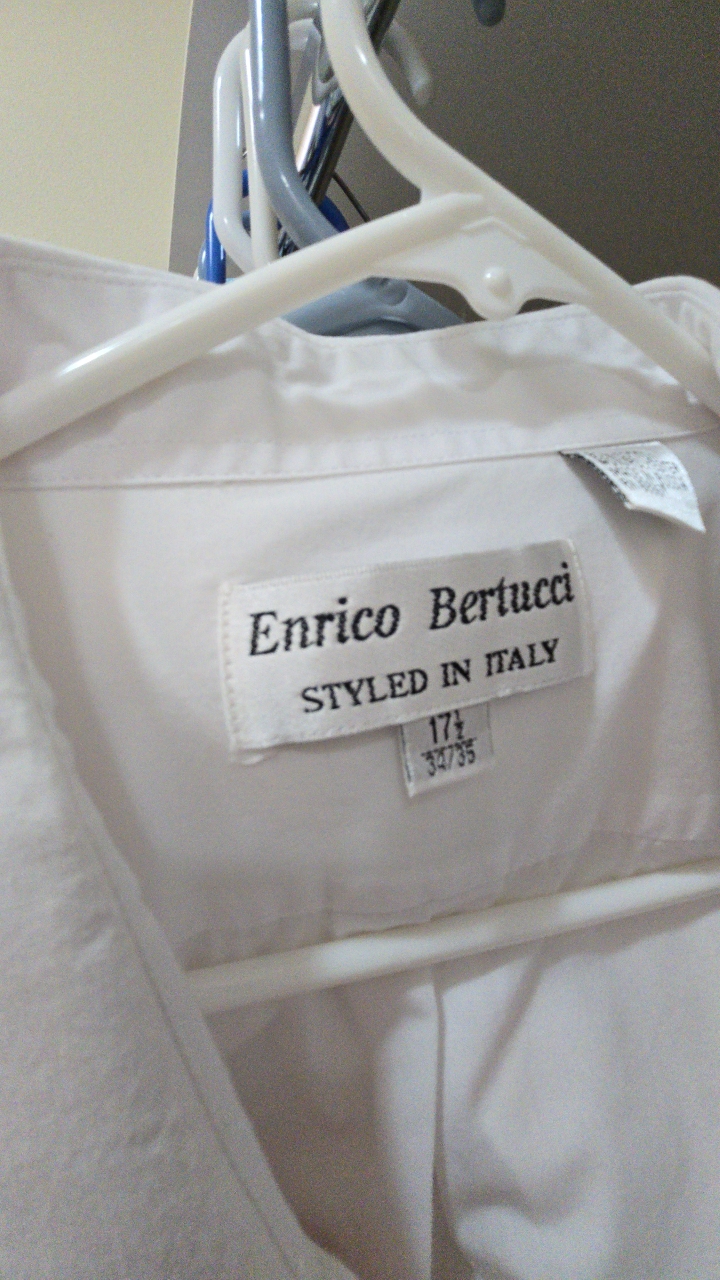 Enrico Bertucci
STYLED IN ITALY
17½
34/35